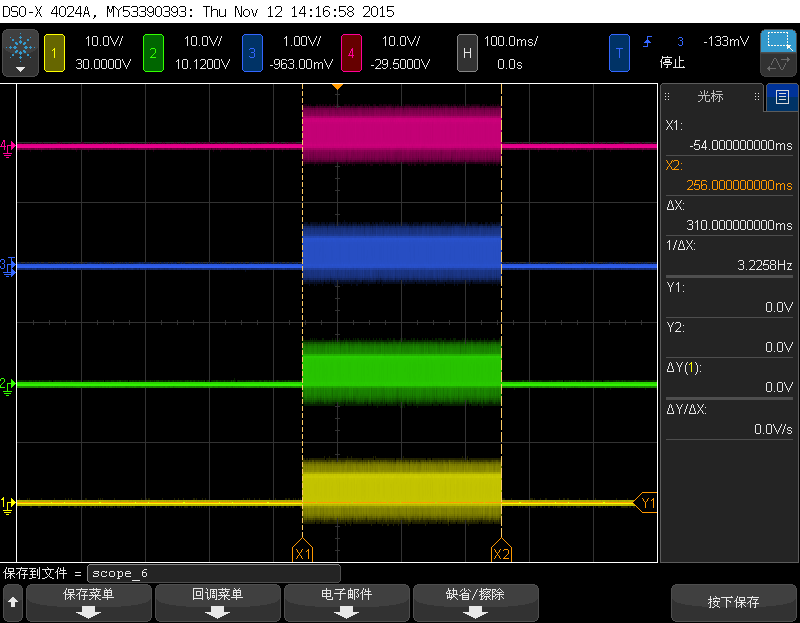 DSO-X 4024A, MY53390393: Thu Nov 12 14:16:58 2015
1 10.0V/ 2 10.0V/ 3 1.00V/ 4 10.0V/ H 100.0ms/ T 3 -133mV
30.0000V 10.1200V -963.00mV -29.5000V 0.0s 停止
光标
X1:
-54.000000000ms
X2:
256.000000000ms
ΔX:
310.000000000ms
1/ΔX:
3.2258Hz
Y1:
0.0V
Y2:
0.0V
ΔY(1):
0.0V
ΔY/ΔX:
0.0V/s
4
3
T
2
1
Y1
X1 X2
保存到文件 = scope_6
保存菜单 回调菜单 电子邮件 缺省/擦除 按下保存